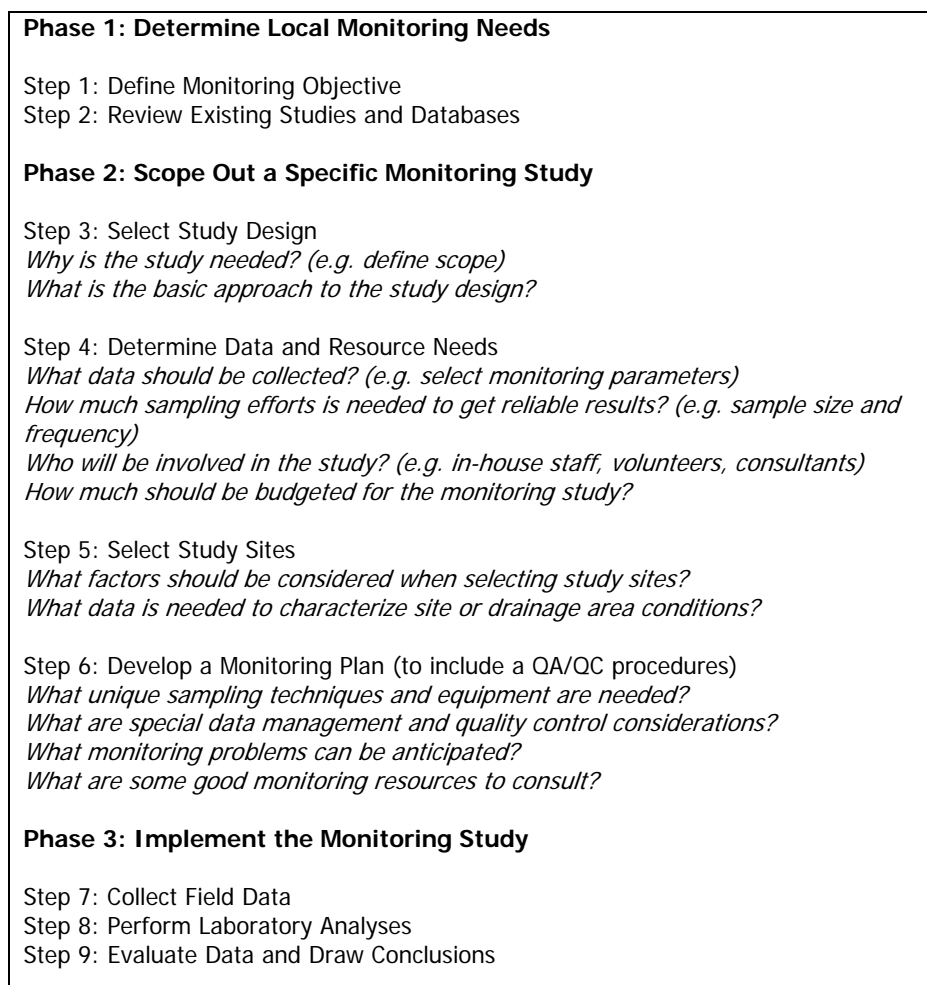 Phase 1: Determine Local Monitoring Needs
Step 1: Define Monitoring Objective
Step 2: Review Existing Studies and Databases
Phase 2: Scope Out a Specific Monitoring Study
Step 3: Select Study Design
Why is the study needed? (e.g. define scope)
What is the basic approach to the study design?
Step 4: Determine Data and Resource Needs
What data should be collected? (e.g. select monitoring parameters)
How much sampling efforts is needed to get reliable results? (e.g. sample size and
frequency)
Who will be involved in the study? (e.g. in-house staff, volunteers, consultants)
How much should be budgeted for the monitoring study?
Step 5: Select Study Sites
What factors should be considered when selecting study sites?
What data is needed to characterize site or drainage area conditions?
Step 6: Develop a Monitoring Plan (to include a QA/QC procedures)
What unique sampling techniques and equipment are needed?
What are special data management and quality control considerations?
What monitoring problems can be anticipated?
What are some good monitoring resources to consult?
Phase 3: Implement the Monitoring Study
Step 7: Collect Field Data
Step 8: Perform Laboratory Analyses
Step 9: Evaluate Data and Draw Conclusions